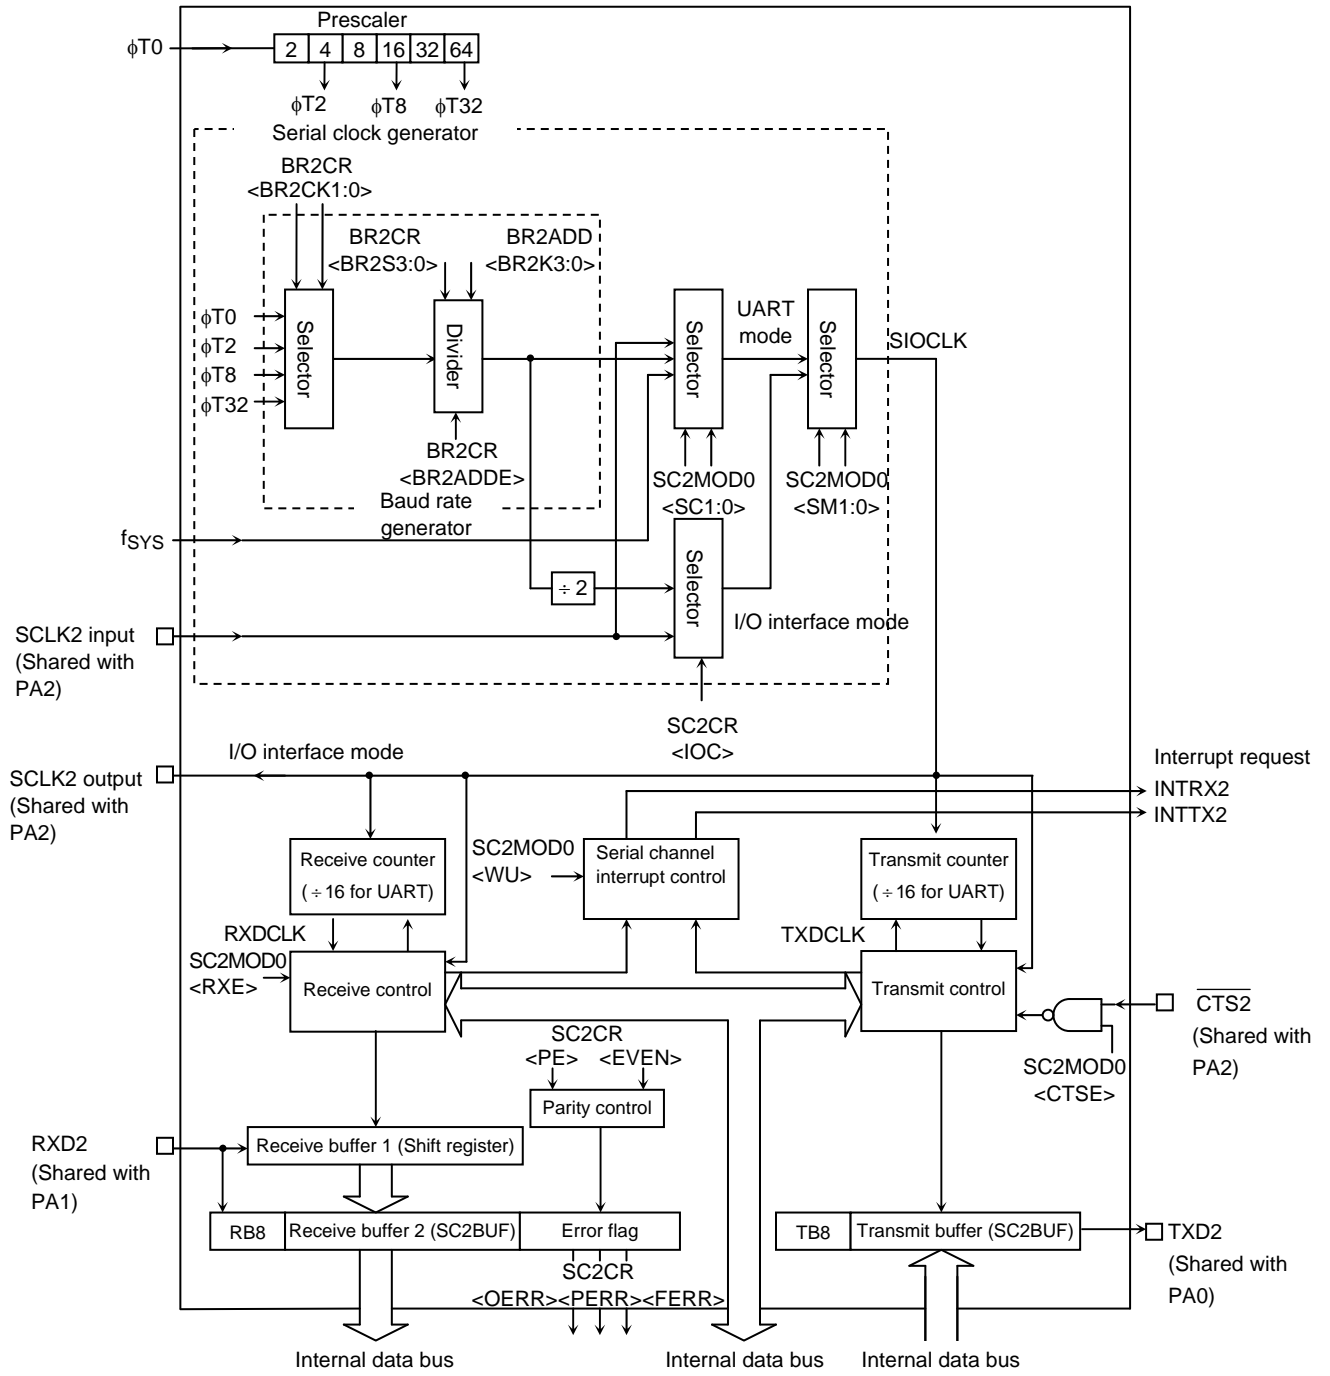 Prescaler
ϕT0
2 4 8 16 32 64
ϕT2 ϕT8 ϕT32
Serial clock generator
BR2CR
<BR2CK1:0>
BR2CR
<BR2S3:0>
BR2ADD
<BR2K3:0>
ϕT0
ϕT2
ϕT8
ϕT32
Selector
Divider
BR2CR
<BR2ADDE>
Baud rate
generator
Selector
UART
mode
Selector
SIOCLK
SC2MOD0
<SC1:0>
SC2MOD0
<SM1:0>
fSYS
÷ 2
Selector
I/O interface mode
SCLK2 input
(Shared with
PA2)
SC2CR
<IOC>
I/O interface mode
SCLK2 output
(Shared with
PA2)
Interrupt request
INTRX2
INTTX2
Receive counter
(÷16 for UART)
SC2MOD0
<WU>
Serial channel
interrupt control
Transmit counter
(÷16 for UART)
RXDCLK
SC2MOD0
<RXE>
Receive control
TXDCLK
Transmit control
CTS2
(Shared with
PA2)
SC2MOD0
<CTSE>
SC2CR
<PE> <EVEN>
Parity control
RXD2
(Shared with
PA1)
Receive buffer 1 (Shift register)
RB8
Receive buffer 2 (SC2BUF)
Error flag
TB8
Transmit buffer (SC2BUF)
TXD2
(Shared with
PA0)
SC2CR
<OERR><PERR><FERR>
Internal data bus
Internal data bus
Internal data bus